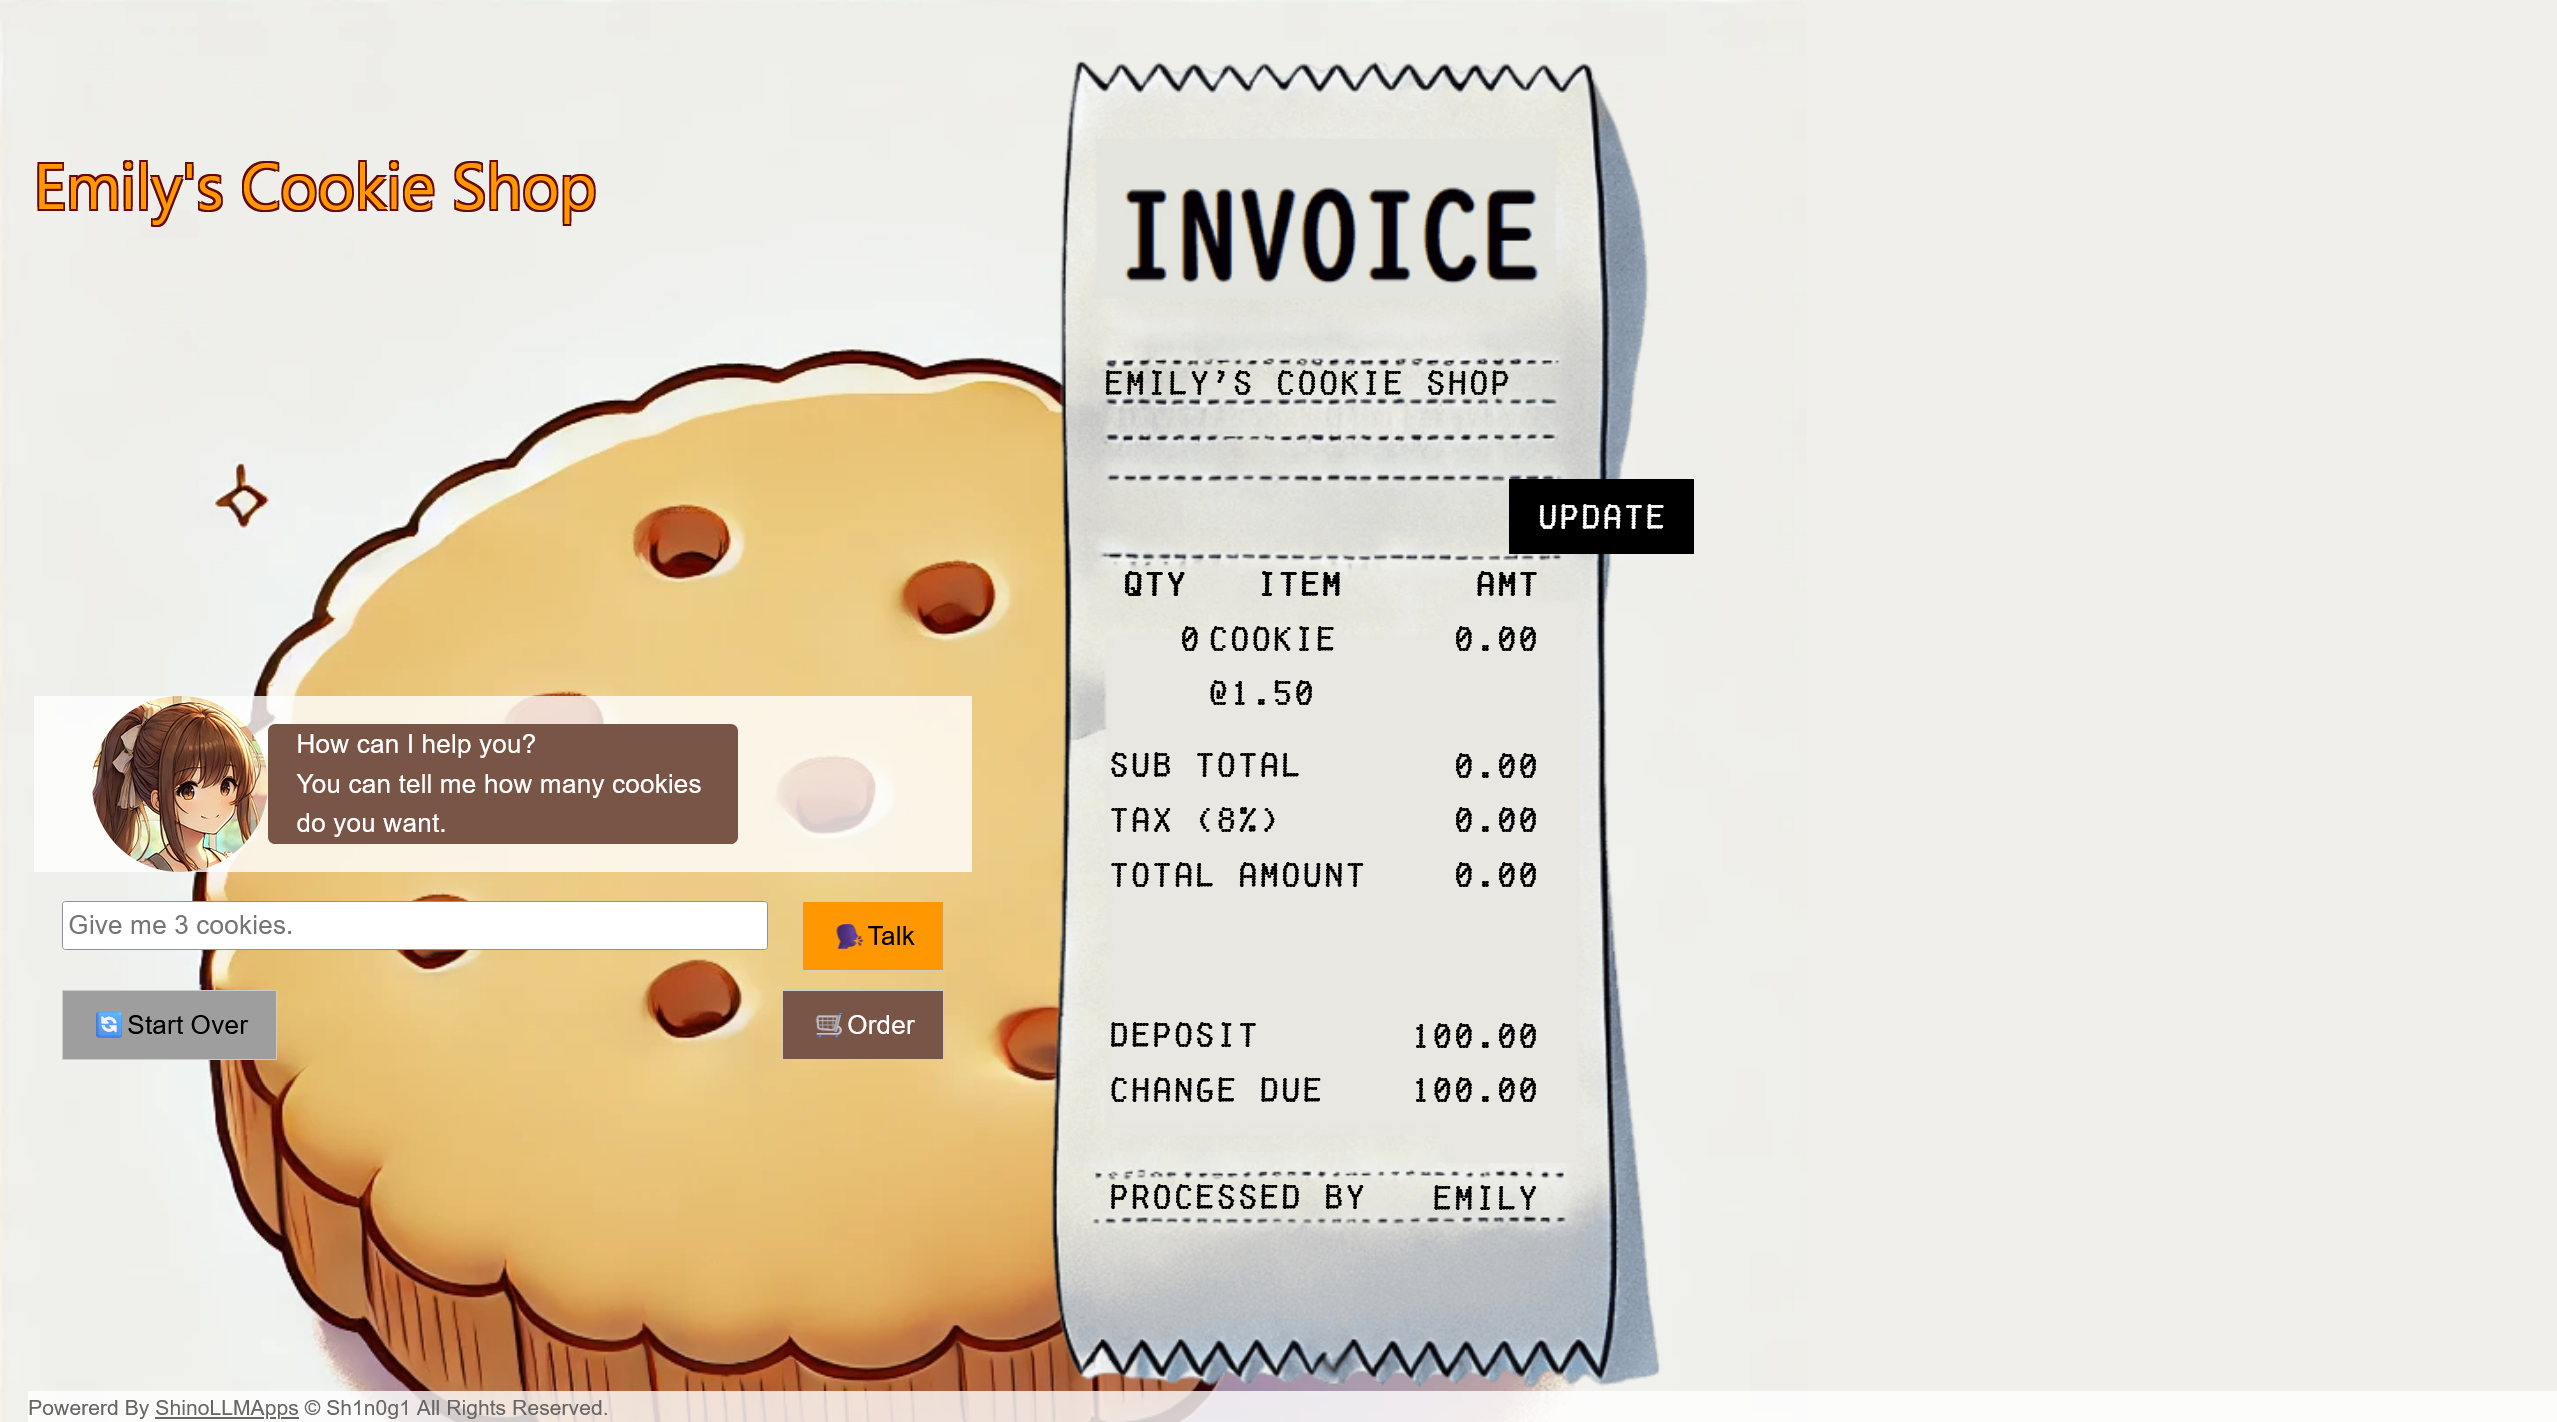 Emily's Cookie Shop
How can I help you?
You can tell me how many cookies
do you want.
Give me 3 cookies.
Talk
Start Over
Order
INVOICE
EMILY'S COOKIE SHOP
UPDATE
QTY ITEM AMT
0 COOKIE 0.00
@1.50
SUB TOTAL 0.00
TAX (8%) 0.00
TOTAL AMOUNT 0.00
DEPOSIT 100.00
CHANGE DUE 100.00
PROCESSED BY EMILY
Powererd By ShinoLLMApps © Sh1n0g1 All Rights Reserved.